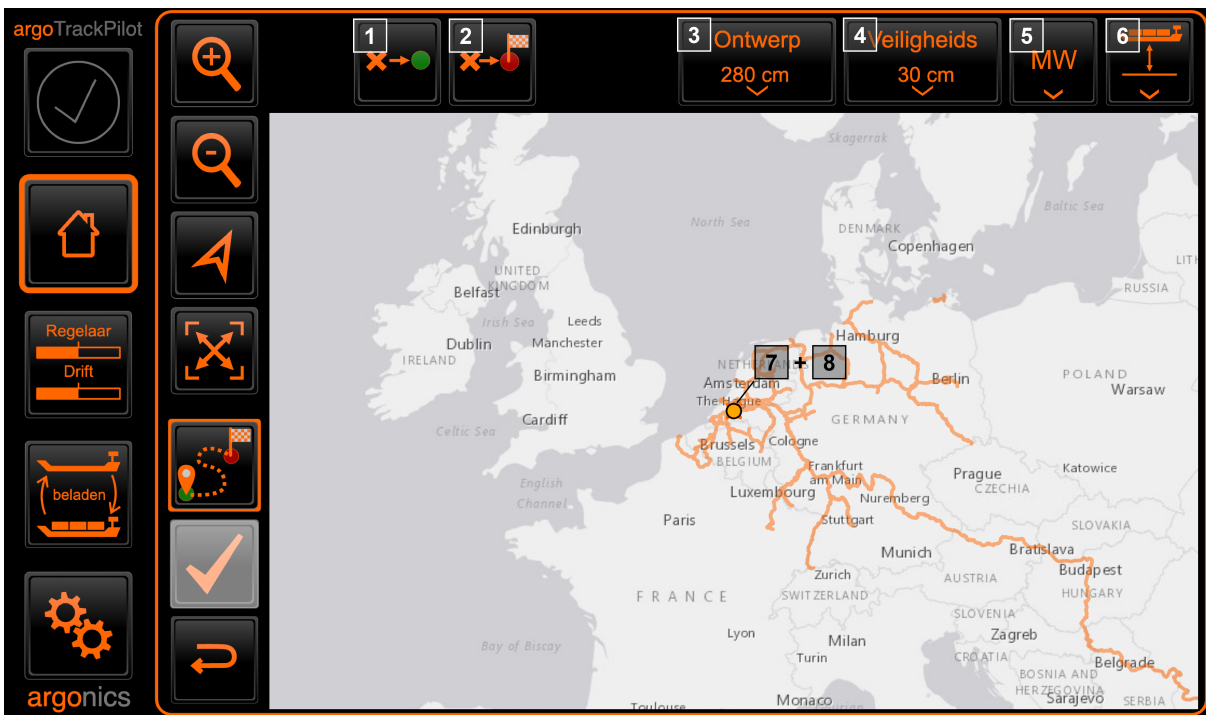 argoTrackPilot
1
2
3 Ontwerp
280 cm
4 Veiligheids
30 cm
5 MW
6
Regelaar
Drift
beladen
argonics
Skagerrak
North Sea
Baltic Sea
Edinburgh
DENMARK
Copenhagen
UNITED
KINGDOM
Belfast
LITH
RUSSIA
Irish Sea
Leeds
Dublin
Manchester
IRELAND
Hamburg
7 + 8
Birmingham
NETHERLANDS
Amsterdam
Berlin
POLAND
Warsaw
The Hague
Cardiff
Celtic Sea
GERMANY
Brussels
Cologne
BELGIUM
Frankfurt
am Main
Prague
Katowice
CZECHIA
English
Channel
Luxembourg
Nuremberg
Paris
Stuttgart
SLOVAKIA
Munich
Bratislava
Budapest
Zurich
AUSTRIA
HUNGARY
FRANCE
SWITZERLAND
SLOVENIA
Lyon
Milan
Zagreb
Bay of Biscay
Turin
CROATIA
Belgrade
BOSNIA AND
HERZEGOVINA
Monaco
Sarajevo
SERBIA
Toulouse